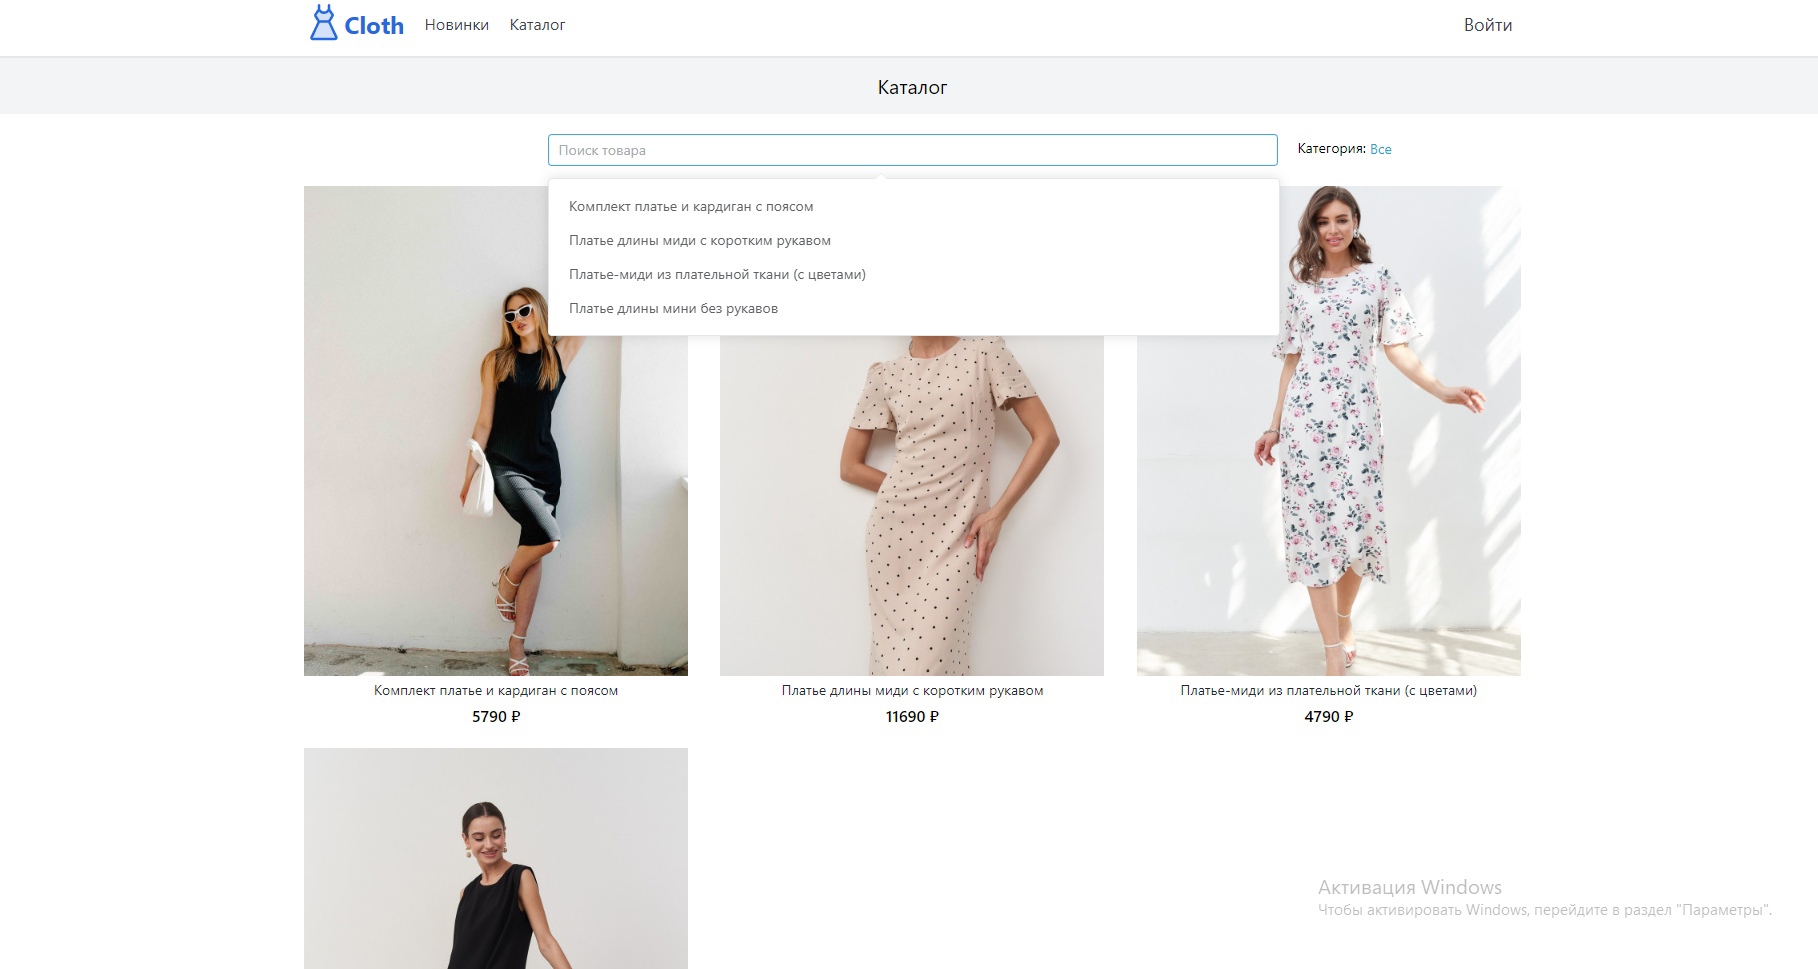 Cloth Новинки Каталог Войти
Каталог
Поиск товара Категория: Все
Комплект платье и кардиган с поясом
Платье длины миди с коротким рукавом
Платье-миди из плательной ткани (с цветами)
Платье длины мини без рукавов
Комплект платье и кардиган с поясом
5790 ₽
Платье длины миди с коротким рукавом
11690 ₽
Платье-миди из плательной ткани (с цветами)
4790 ₽
Активация Windows
Чтобы активировать Windows, перейдите в раздел "Параметры".